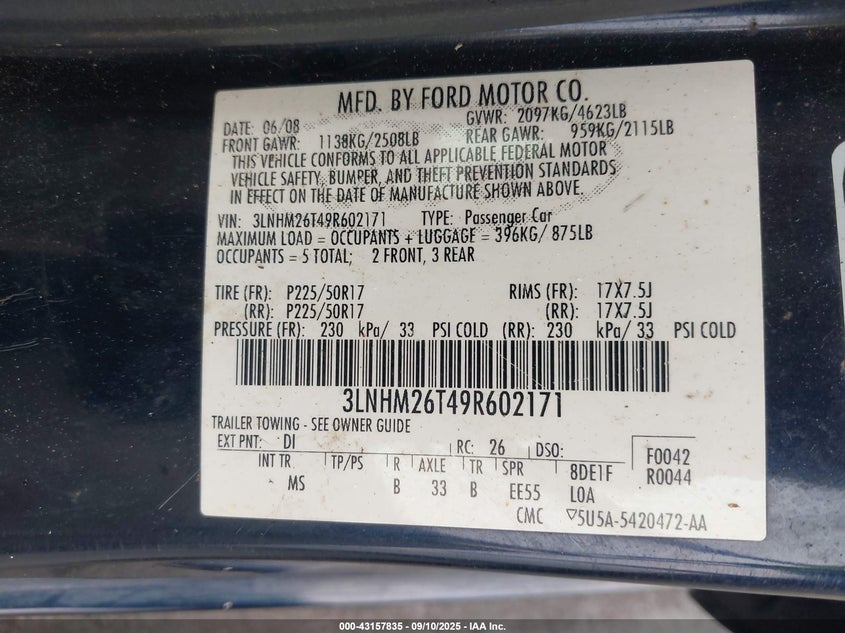 MFD. BY FORD MOTOR CO.
DATE: 06/08 GVWR: 2097KG/4623LB
FRONT GAWR: 1138KG/2508LB REAR GAWR: 959KG/2115LB
THIS VEHICLE CONFORMS TO ALL APPLICABLE FEDERAL MOTOR
VEHICLE SAFETY, BUMPER, AND THEFT PREVENTION STANDARDS
IN EFFECT ON THE DATE OF MANUFACTURE SHOWN ABOVE.
VIN: 3LNHM26T49R602171 TYPE: Passenger Car
MAXIMUM LOAD = OCCUPANTS + LUGGAGE = 396KG/ 875LB
OCCUPANTS = 5 TOTAL; 2 FRONT, 3 REAR
TIRE (FR): P225/50R17 RIMS (FR): 17X7.5J
(RR): P225/50R17 (RR): 17X7.5J
PRESSURE (FR): 230 kPa/ 33 PSI COLD (RR): 230 kPa/ 33 PSI COLD
3LNHM26T49R602171
TRAILER TOWING - SEE OWNER GUIDE
EXT PNT: DI RC: 26 DSO: F0042
INT TR TP/PS R AXLE TR SPR 8DE1F R0044
MS B 33 B EE55 LOA
CMC ▽5U5A-5420472-AA
000-43157835 - 09/10/2025 - IAA Inc.